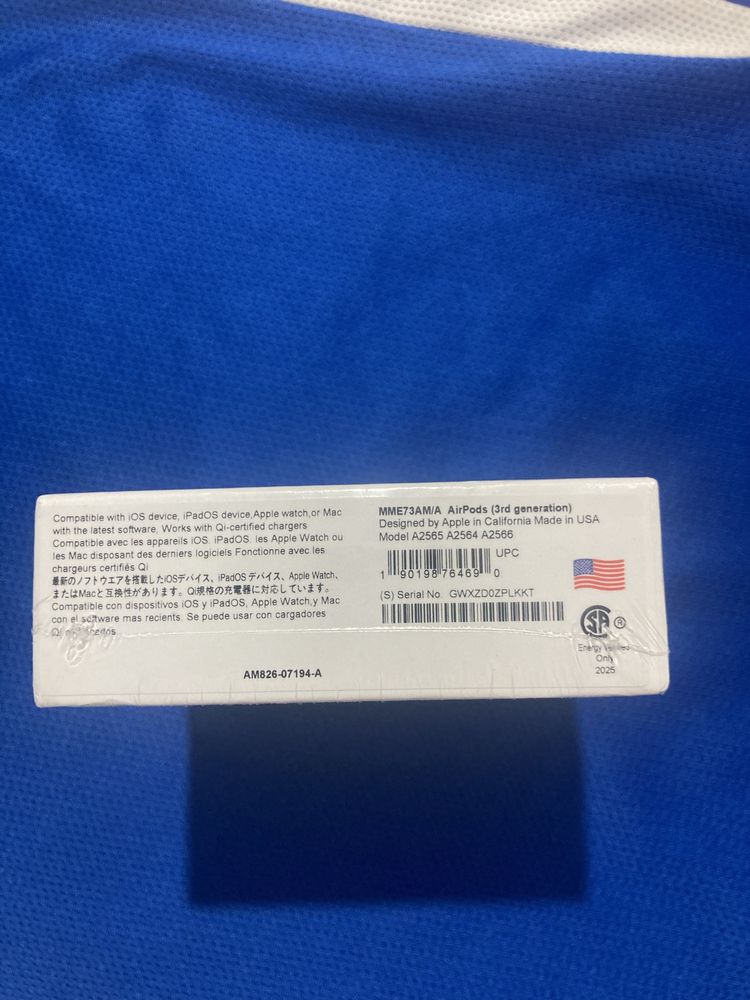 Compatible with iOS device, iPadOS device,Apple watch,or Mac
with the latest software, Works with Qi-certified chargers
Compatible avec les appareils iOS. IPadOS. les Apple Watch ou
les Mac disposant des derniers logiciels Fonctionne avec les
chargeurs certifiés Qi
最新のノフトウエアを搭載したiOSデバイス、IPadOS デバイス、Apple Watch、
またはMacと互換性があります。Qi規格の充電器に対応しています。
Compatible con dispositivos iOS y iPadOS, Apple Watch,y Mac
con el software mas recients. Se puede usar con cargadores
Qi
AM826-07194-A
MME73AM/A AirPods (3rd generation)
Designed by Apple in California Made in USA
Model A2565 A2564 A2566
UPC
1 90198 76469 0
(S) Serial No. GWXZD0ZPLKKT
SA ®
Energy Verified
Only
2025